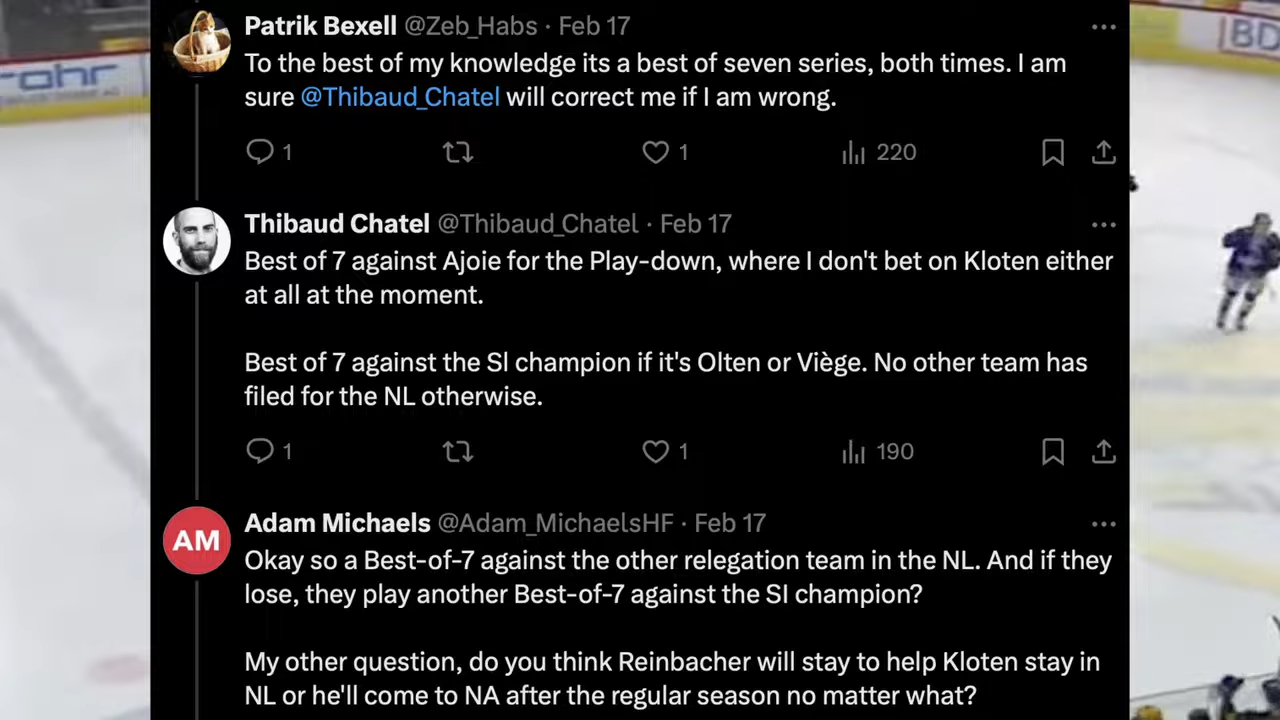 Patrik Bexell @Zeb_Habs · Feb 17
To the best of my knowledge its a best of seven series, both times. I am
sure @Thibaud_Chatel will correct me if I am wrong.
1 1 220
Thibaud Chatel @Thibaud_Chatel · Feb 17
Best of 7 against Ajoie for the Play-down, where I don't bet on Kloten either
at all at the moment.
Best of 7 against the Sl champion if it's Olten or Viège. No other team has
filed for the NL otherwise.
1 1 190
AM
Adam Michaels @Adam_MichaelsHF · Feb 17
Okay so a Best-of-7 against the other relegation team in the NL. And if they
lose, they play another Best-of-7 against the SI champion?
My other question, do you think Reinbacher will stay to help Kloten stay in
NL or he'll come to NA after the regular season no matter what?
BD